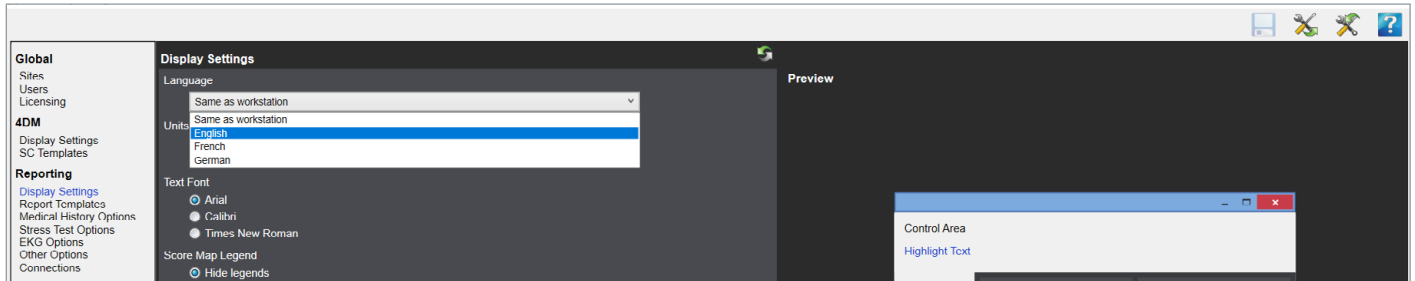 Global
Sites
Users
Licensing
4DM
Display Settings
SC Templates
Reporting
Display Settings
Report Templates
Medical History Options
Stress Test Options
EKG Options
Other Options
Connections
Display Settings
Language
Same as workstation
Same as workstation
English
French
German
Units
Text Font
Arial
Calibri
Times New Roman
Score Map Legend
Hide legends
Preview
Control Area
Highlight Text